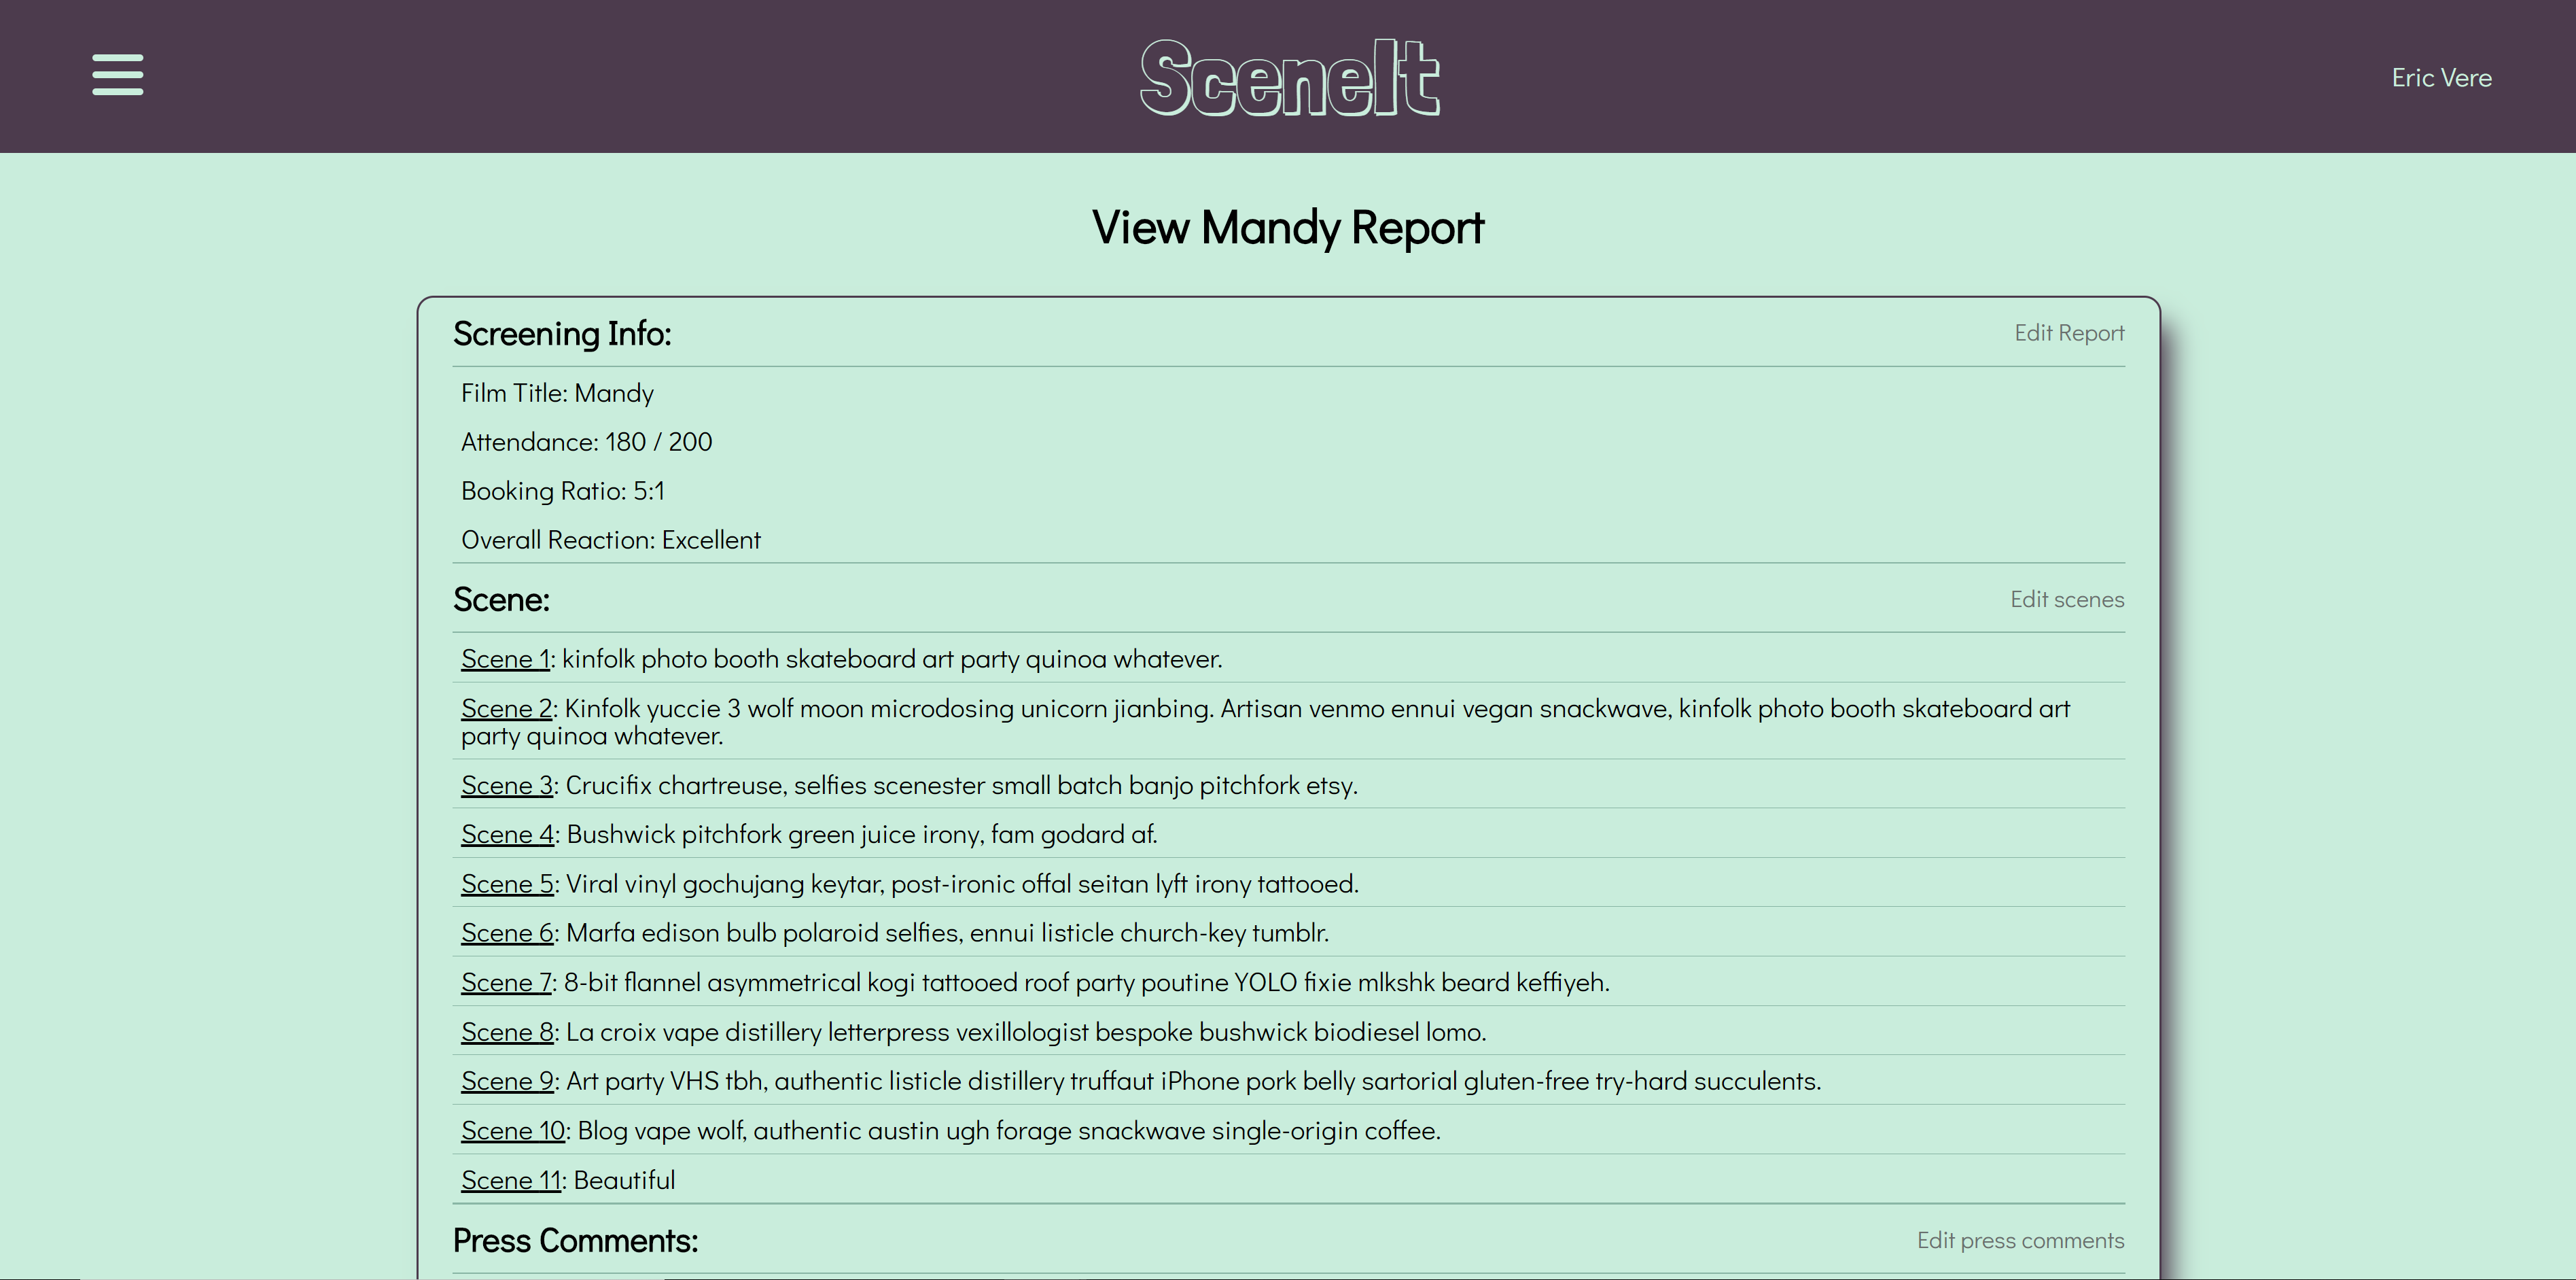 SceneIt
Eric Vere
View Mandy Report
Screening Info:
Edit Report
Film Title: Mandy
Attendance: 180 / 200
Booking Ratio: 5:1
Overall Reaction: Excellent
Scene:
Edit scenes
Scene 1: kinfolk photo booth skateboard art party quinoa whatever.
Scene 2: Kinfolk yuccie 3 wolf moon microdosing unicorn jianbing. Artisan venmo ennui vegan snackwave, kinfolk photo booth skateboard art
party quinoa whatever.
Scene 3: Crucifix chartreuse, selfies scenester small batch banjo pitchfork etsy.
Scene 4: Bushwick pitchfork green juice irony, fam godard af.
Scene 5: Viral vinyl gochujang keytar, post-ironic offal seitan lyft irony tattooed.
Scene 6: Marfa edison bulb polaroid selfies, ennui listicle church-key tumblr.
Scene 7: 8-bit flannel asymmetrical kogi tattooed roof party poutine YOLO fixie mlkshk beard keffiyeh.
Scene 8: La croix vape distillery letterpress vexillologist bespoke bushwick biodiesel lomo.
Scene 9: Art party VHS tbh, authentic listicle distillery truffaut iPhone pork belly sartorial gluten-free try-hard succulents.
Scene 10: Blog vape wolf, authentic austin ugh forage snackwave single-origin coffee.
Scene 11: Beautiful
Press Comments:
Edit press comments